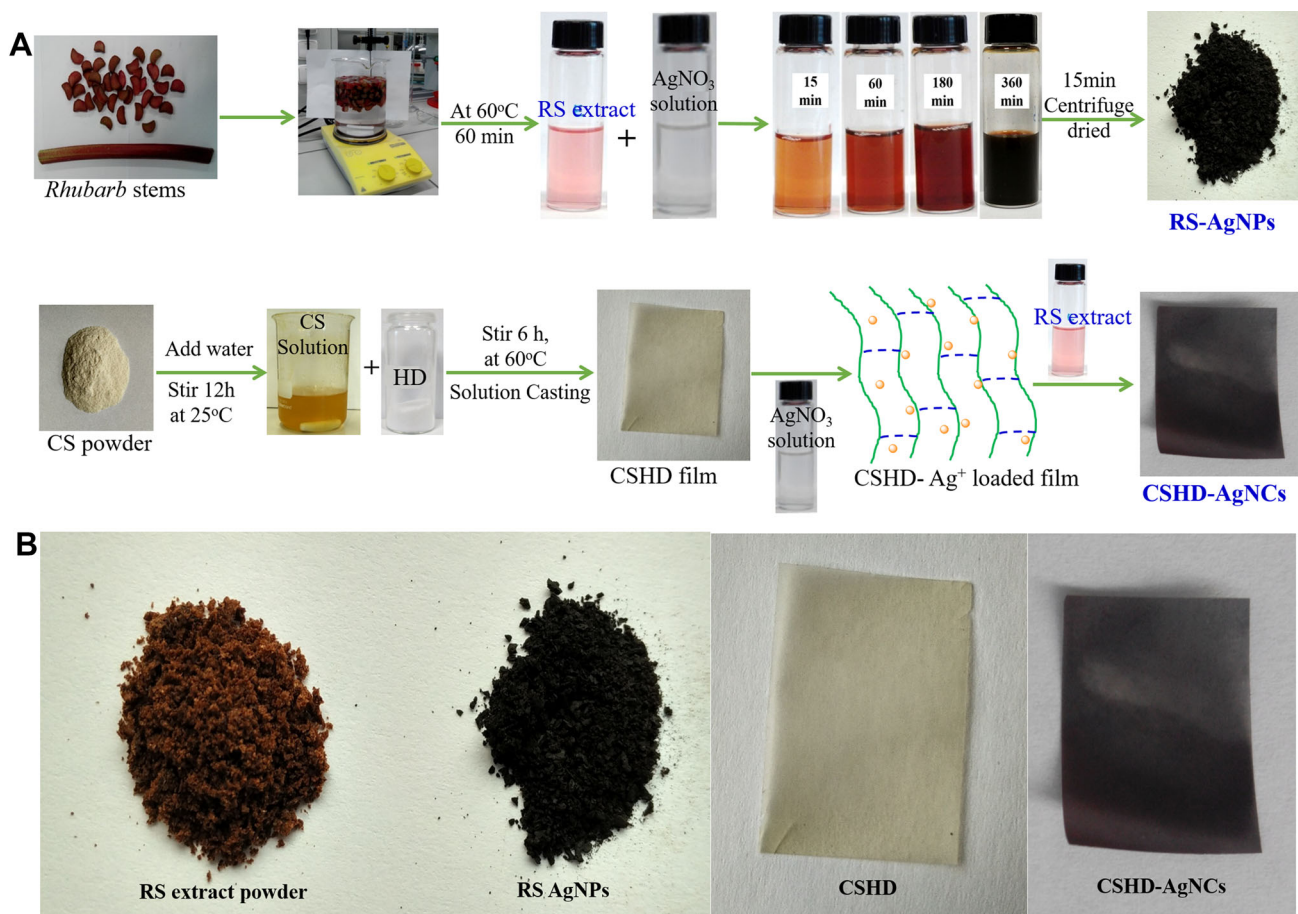 A
Rhubarb stems
At 60°C
60 min
RS extract
+
AgNO₃
solution
15
min
60
min
180
min
360
min
15min
Centrifuge
dried
RS-AgNPs
CS powder
Add water
Stir 12h
at 25°C
CS
Solution
+
HD
Stir 6 h,
at 60°C
Solution Casting
CSHD film
AgNO₃
solution
CSHD- Ag⁺ loaded film
RS extract
CSHD-AgNCs
B
RS extract powder
RS AgNPs
CSHD
CSHD-AgNCs